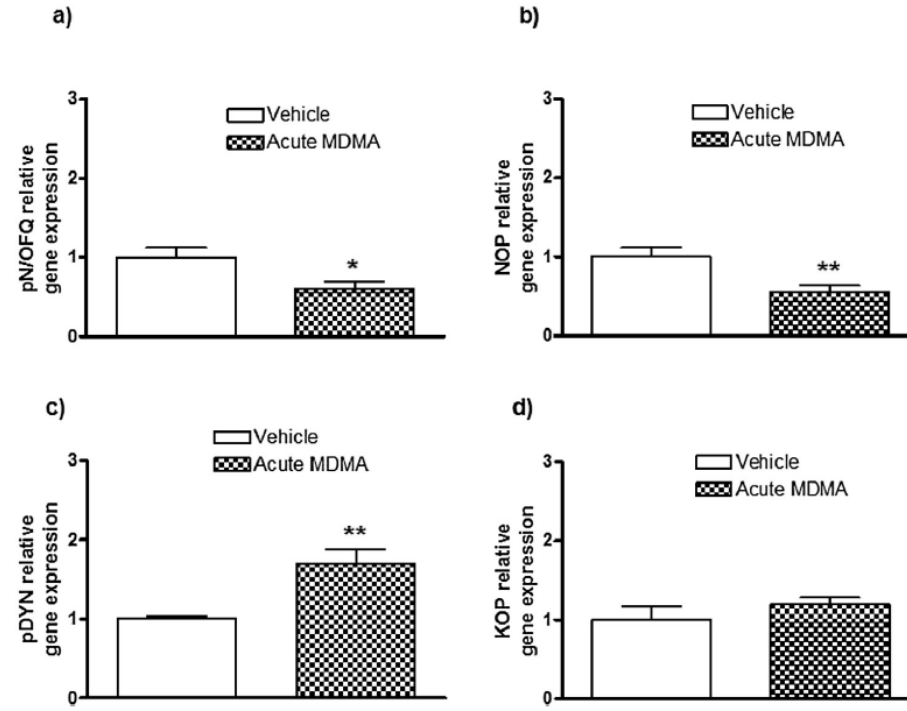 a)
3
2
1
0
pN/OFQ relative
gene expression
Vehicle
Acute MDMA
*
b)
3
2
1
0
NOP relative
gene expression
Vehicle
Acute MDMA
**
c)
3
2
1
0
pDYN relative
gene expression
Vehicle
Acute MDMA
**
d)
3
2
1
0
KOP relative
gene expression
Vehicle
Acute MDMA